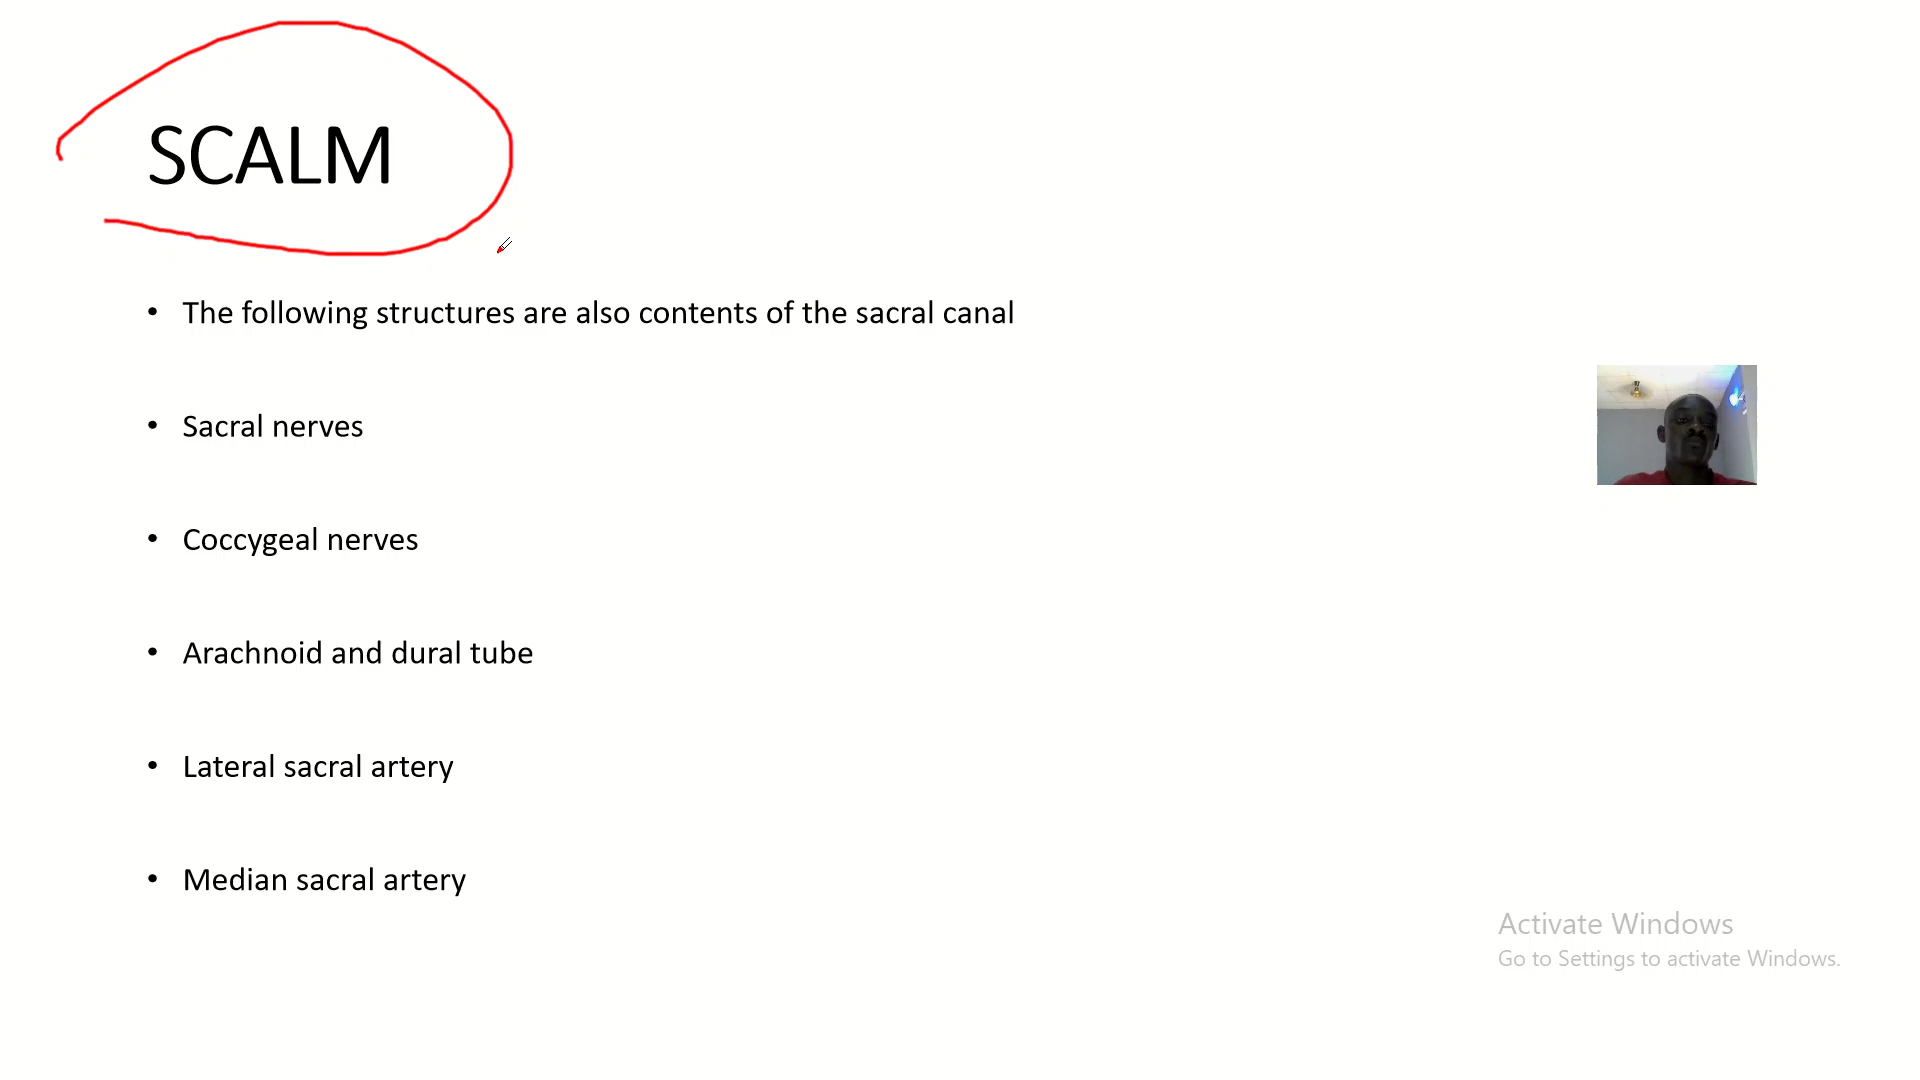 SCALM
• The following structures are also contents of the sacral canal
• Sacral nerves
• Coccygeal nerves
• Arachnoid and dural tube
• Lateral sacral artery
• Median sacral artery
Activate Windows
Go to Settings to activate Windows.